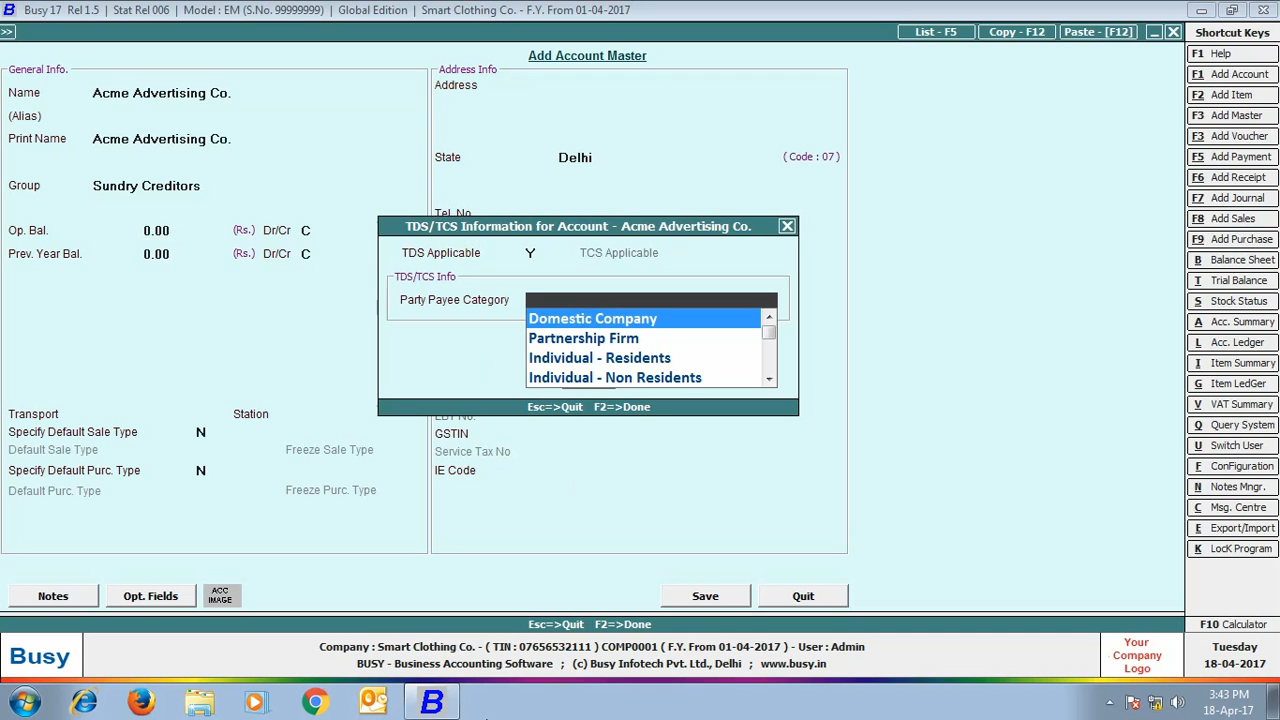 Busy 17 Rel 1.5 | Stat Rel 006 | Model : EM (S.No. 99999999) | Global Edition | Smart Clothing Co. - F.Y. From 01-04-2017
>> List - F5 Copy - F12 Paste - [F12]
Add Account Master
General Info.
Name Acme Advertising Co.
(Alias)
Print Name Acme Advertising Co.
Group Sundry Creditors
Op. Bal. 0.00 (Rs.) Dr/Cr C
Prev. Year Bal. 0.00 (Rs.) Dr/Cr C
Transport Station
Specify Default Sale Type N
Default Sale Type Freeze Sale Type
Specify Default Purc. Type N
Default Purc. Type Freeze Purc. Type
Address Info
Address
State Delhi ( Code : 07 )
Tel. No.
TDS/TCS Information for Account - Acme Advertising Co.
TDS Applicable Y TCS Applicable
TDS/TCS Info
Party Payee Category
Domestic Company
Partnership Firm
Individual - Residents
Individual - Non Residents
Esc=>Quit F2=>Done
GSTIN
Service Tax No
IE Code
Notes Opt. Fields ACC IMAGE Save Quit
Esc=>Quit F2=>Done
Shortcut Keys
F1 Help
F1 Add Account
F2 Add Item
F3 Add Master
F3 Add Voucher
F5 Add Payment
F6 Add Receipt
F7 Add Journal
F8 Add Sales
F9 Add Purchase
B Balance Sheet
T Trial Balance
S Stock Status
A Acc. Summary
L Acc. Ledger
I Item Summary
G Item LedGer
V VAT Summary
Q Query System
U Switch User
F ConFiguration
N Notes Mngr.
C Msg. Centre
E Export/Import
K LocK Program
F10 Calculator
Busy
Company : Smart Clothing Co. - ( TIN : 07656532111 ) COMP0001 ( F.Y. From 01-04-2017 ) - User : Admin
BUSY - Business Accounting Software ; (c) Busy Infotech Pvt. Ltd., Delhi ; www.busy.in
Your
Company
Logo
Tuesday
18-04-2017
3:43 PM
18-Apr-17